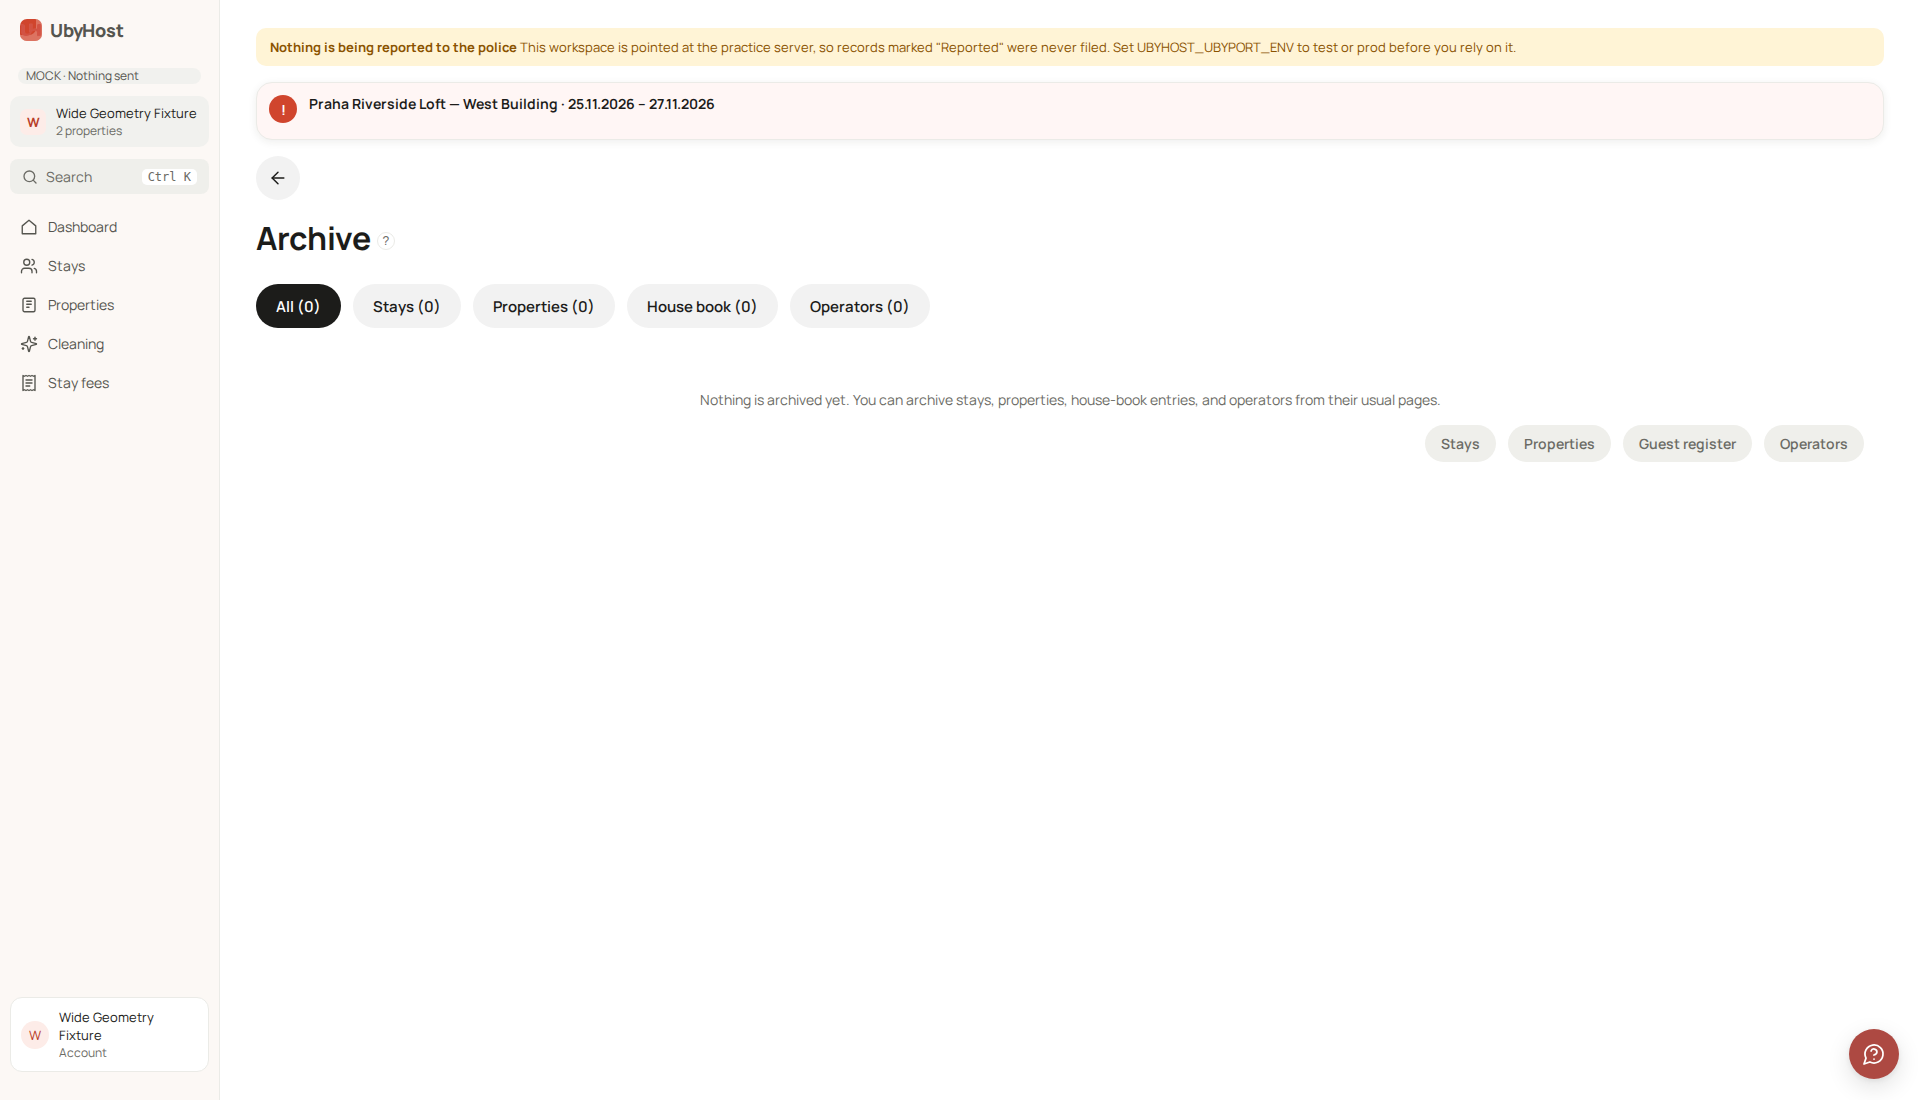 UbyHost
MOCK · Nothing sent
W
Wide Geometry Fixture
2 properties
Search
Ctrl K
Dashboard
Stays
Properties
Cleaning
Stay fees
W
Wide Geometry
Fixture
Account
Nothing is being reported to the police This workspace is pointed at the practice server, so records marked "Reported" were never filed. Set UBYHOST_UBYPORT_ENV to test or prod before you rely on it.
!
Praha Riverside Loft — West Building · 25.11.2026 – 27.11.2026
Archive ?
All (0)
Stays (0)
Properties (0)
House book (0)
Operators (0)
Nothing is archived yet. You can archive stays, properties, house-book entries, and operators from their usual pages.
Stays
Properties
Guest register
Operators